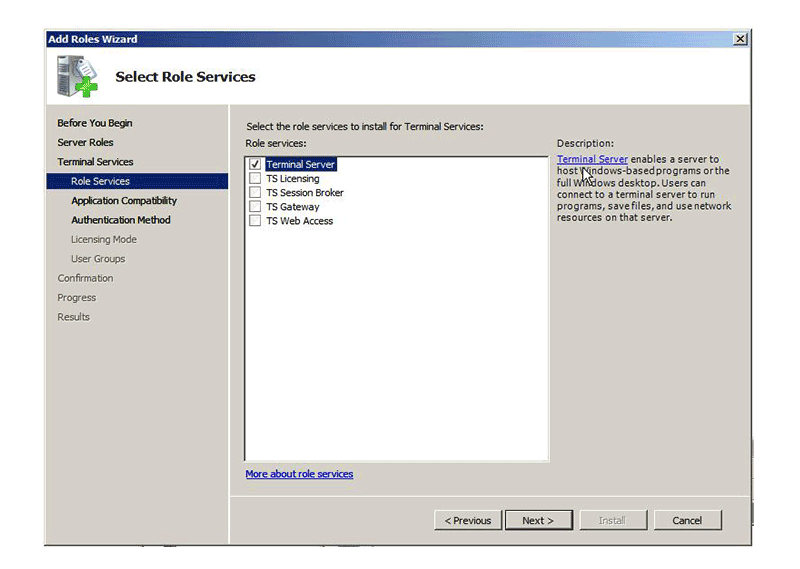 Add Roles Wizard
Select Role Services
Before You Begin
Server Roles
Terminal Services
Role Services
Application Compatibility
Authentication Method
Licensing Mode
User Groups
Confirmation
Progress
Results
Select the role services to install for Terminal Services:
Role services:
Terminal Server
TS Licensing
TS Session Broker
TS Gateway
TS Web Access
More about role services
Description:
Terminal Server enables a server to
host Windows-based programs or the
full Windows desktop. Users can
connect to a terminal server to run
programs, save files, and use network
resources on that server.
< Previous
Next >
Install
Cancel